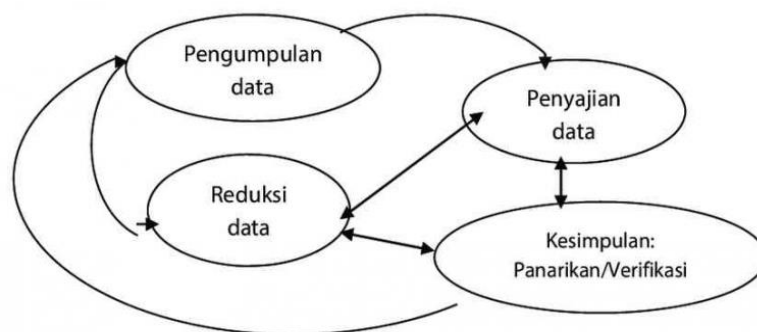 Pengumpulan
data
Penyajian
data
Reduksi
data
Kesimpulan:
Panarikan/Verifikasi